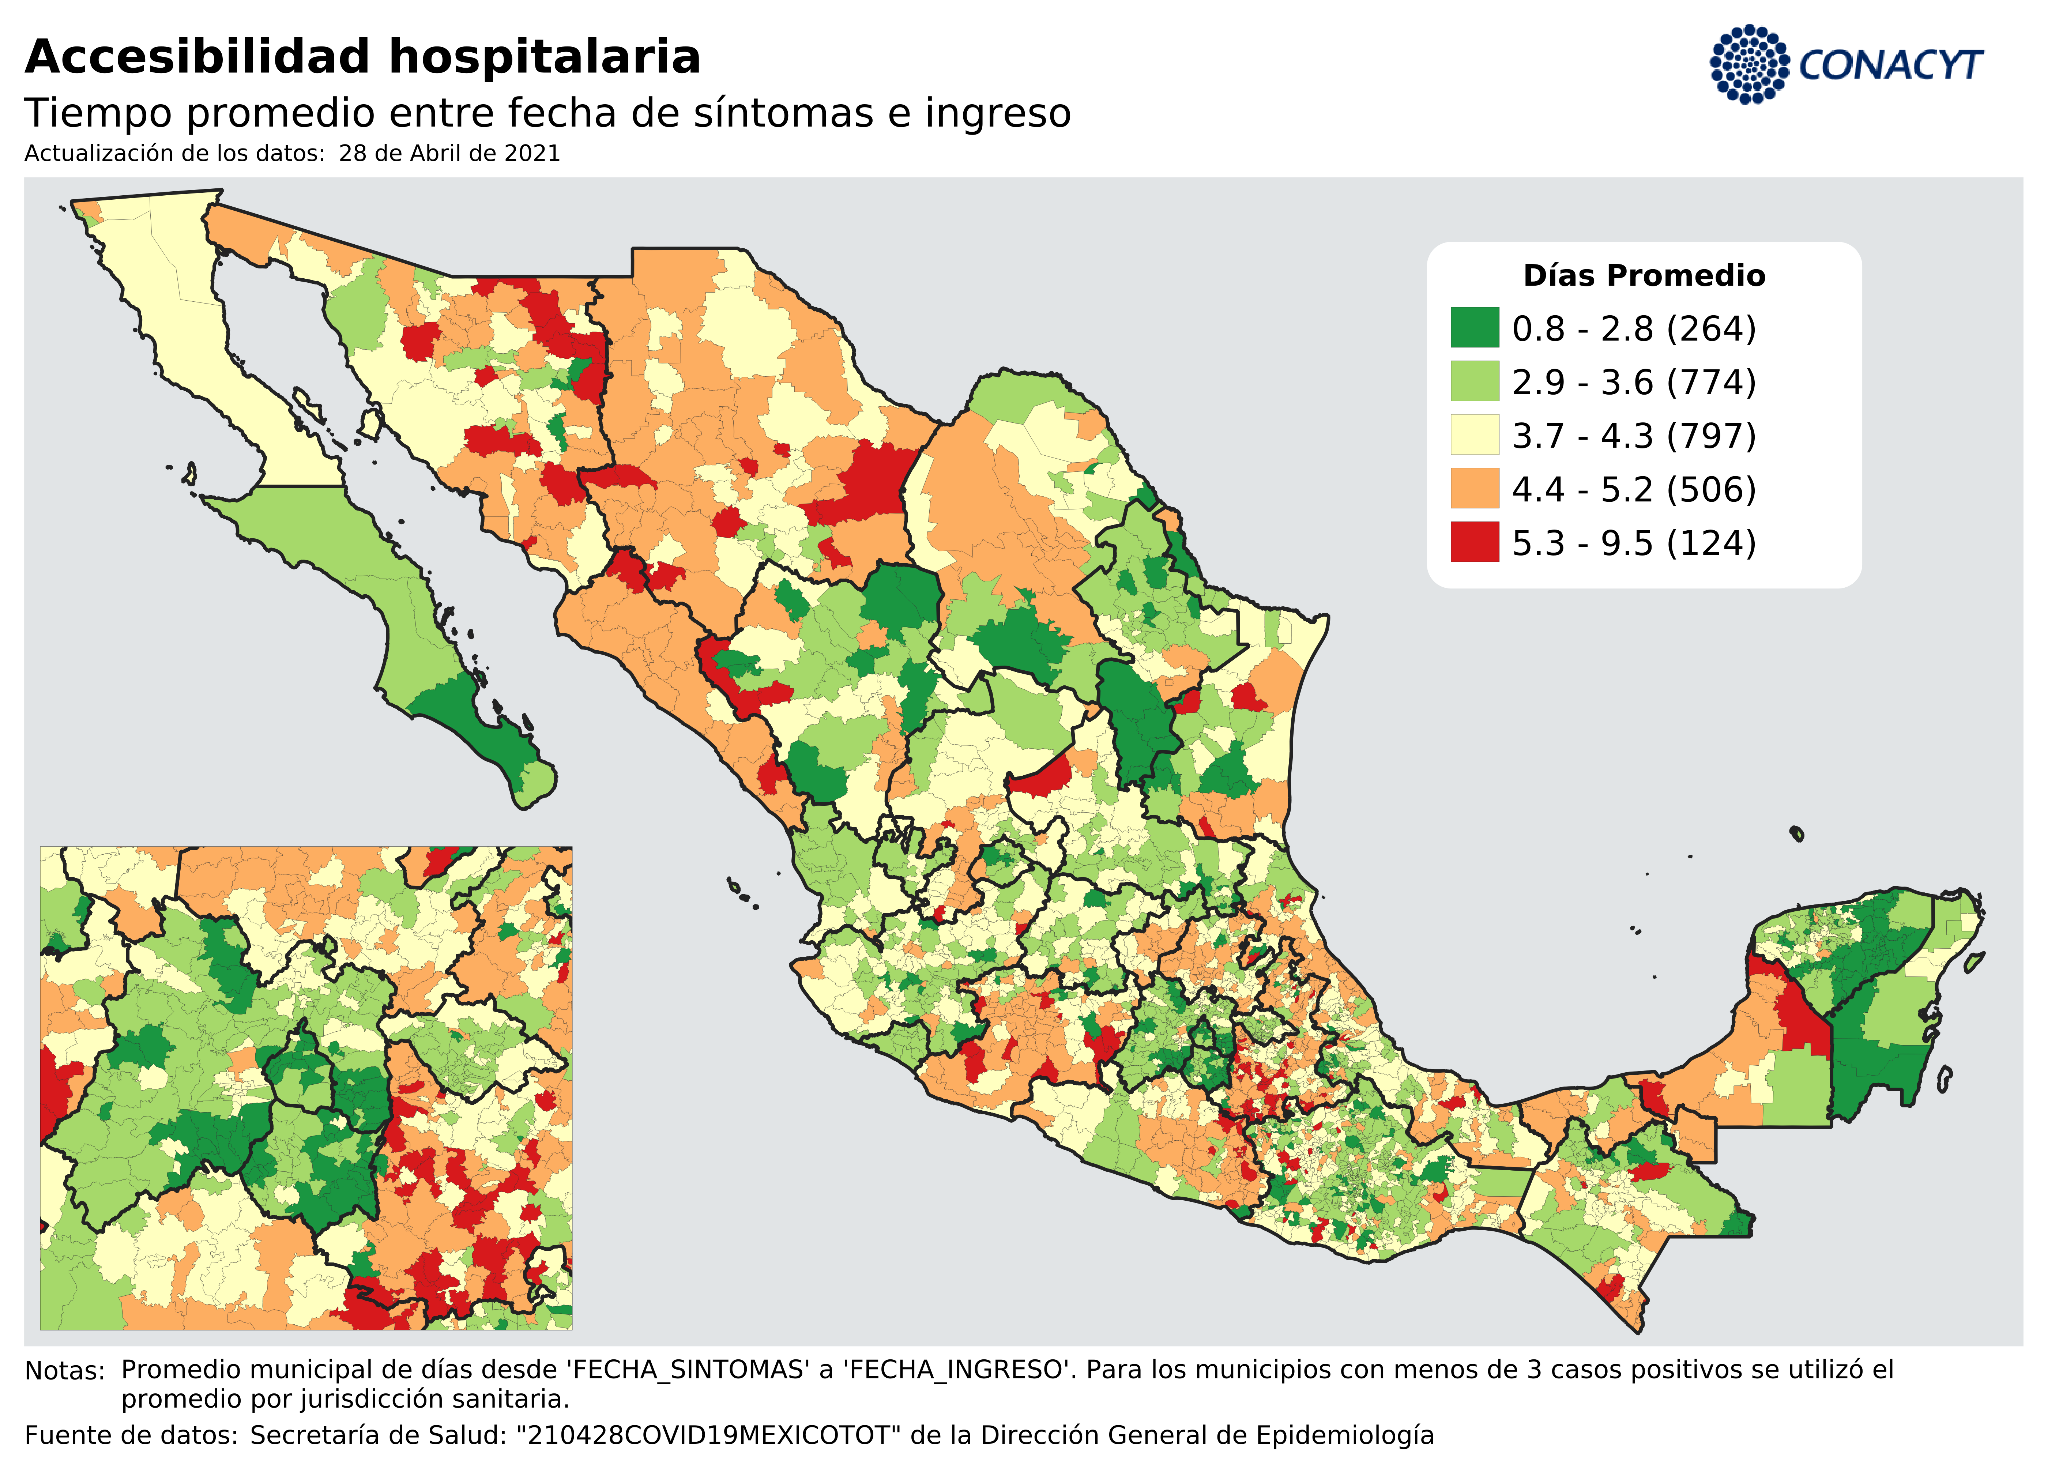 Accesibilidad hospitalaria
CONACYT
Tiempo promedio entre fecha de síntomas e ingreso
Actualización de los datos: 28 de Abril de 2021
Días Promedio
0.8 - 2.8 (264)
2.9 - 3.6 (774)
3.7 - 4.3 (797)
4.4 - 5.2 (506)
5.3 - 9.5 (124)
Notas: Promedio municipal de días desde 'FECHA_SINTOMAS' a 'FECHA_INGRESO'. Para los municipios con menos de 3 casos positivos se utilizó el
promedio por jurisdicción sanitaria.
Fuente de datos: Secretaría de Salud: "210428COVID19MEXICOTOT" de la Dirección General de Epidemiología